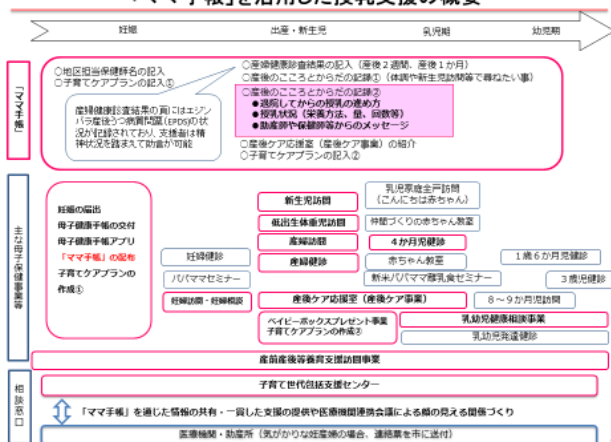 「ママ手帳」を活用した授乳支援の概要
妊娠
出産・新生児
乳児期
幼児期
「ママ手帳」
○地区担当保健師名の記入
○子育てケアプランの記入①
産婦健康診査結果の頁にはエジン
バラ産後うつ病質問票(EPDS)の状
況が記録されており、支援者は精
神状況を踏まえて助言が可能
○産婦健康診査結果の記入（産後２週間、産後１か月）
○産後のこころとからだの記録①（体調や新生児訪問等で尋ねたい事）
○産後のこころとからだの記録②
●退院してからの授乳の進め方
●授乳状況（栄養方法、量、回数等）
●助産師や保健師等からのメッセージ
○産後ケア応援室（産後ケア事業）の紹介
○子育てケアプランの記入②
主な母子保健事業等
妊娠の届出
母子健康手帳の交付
母子健康手帳アプリ
「ママ手帳」の配布
子育てケアプランの
作成①
妊婦健診
パパママセミナー
妊婦訪問・妊婦相談
新生児訪問
低出生体重児訪問
産婦訪問
産婦健診
乳児家庭全戸訪問
（こんにちは赤ちゃん）
仲間づくりの赤ちゃん教室
４か月児健診
赤ちゃん教室
新米パパママ離乳食セミナー
１歳６か月児健診
３歳児健診
産後ケア応援室（産後ケア事業）
８～９か月児訪問
ベイビーボックスプレゼント事業
子育てケアプランの作成②
乳幼児健康相談事業
乳幼児発達健診
産前産後等養育支援訪問事業
相談窓口
子育て世代包括支援センター
「ママ手帳」を通じた情報の共有・一貫した支援の提供や医療機関連携会議による顔の見える関係づくり
医療機関・助産所（気がかりな妊産婦の場合、連絡票を市に送付）